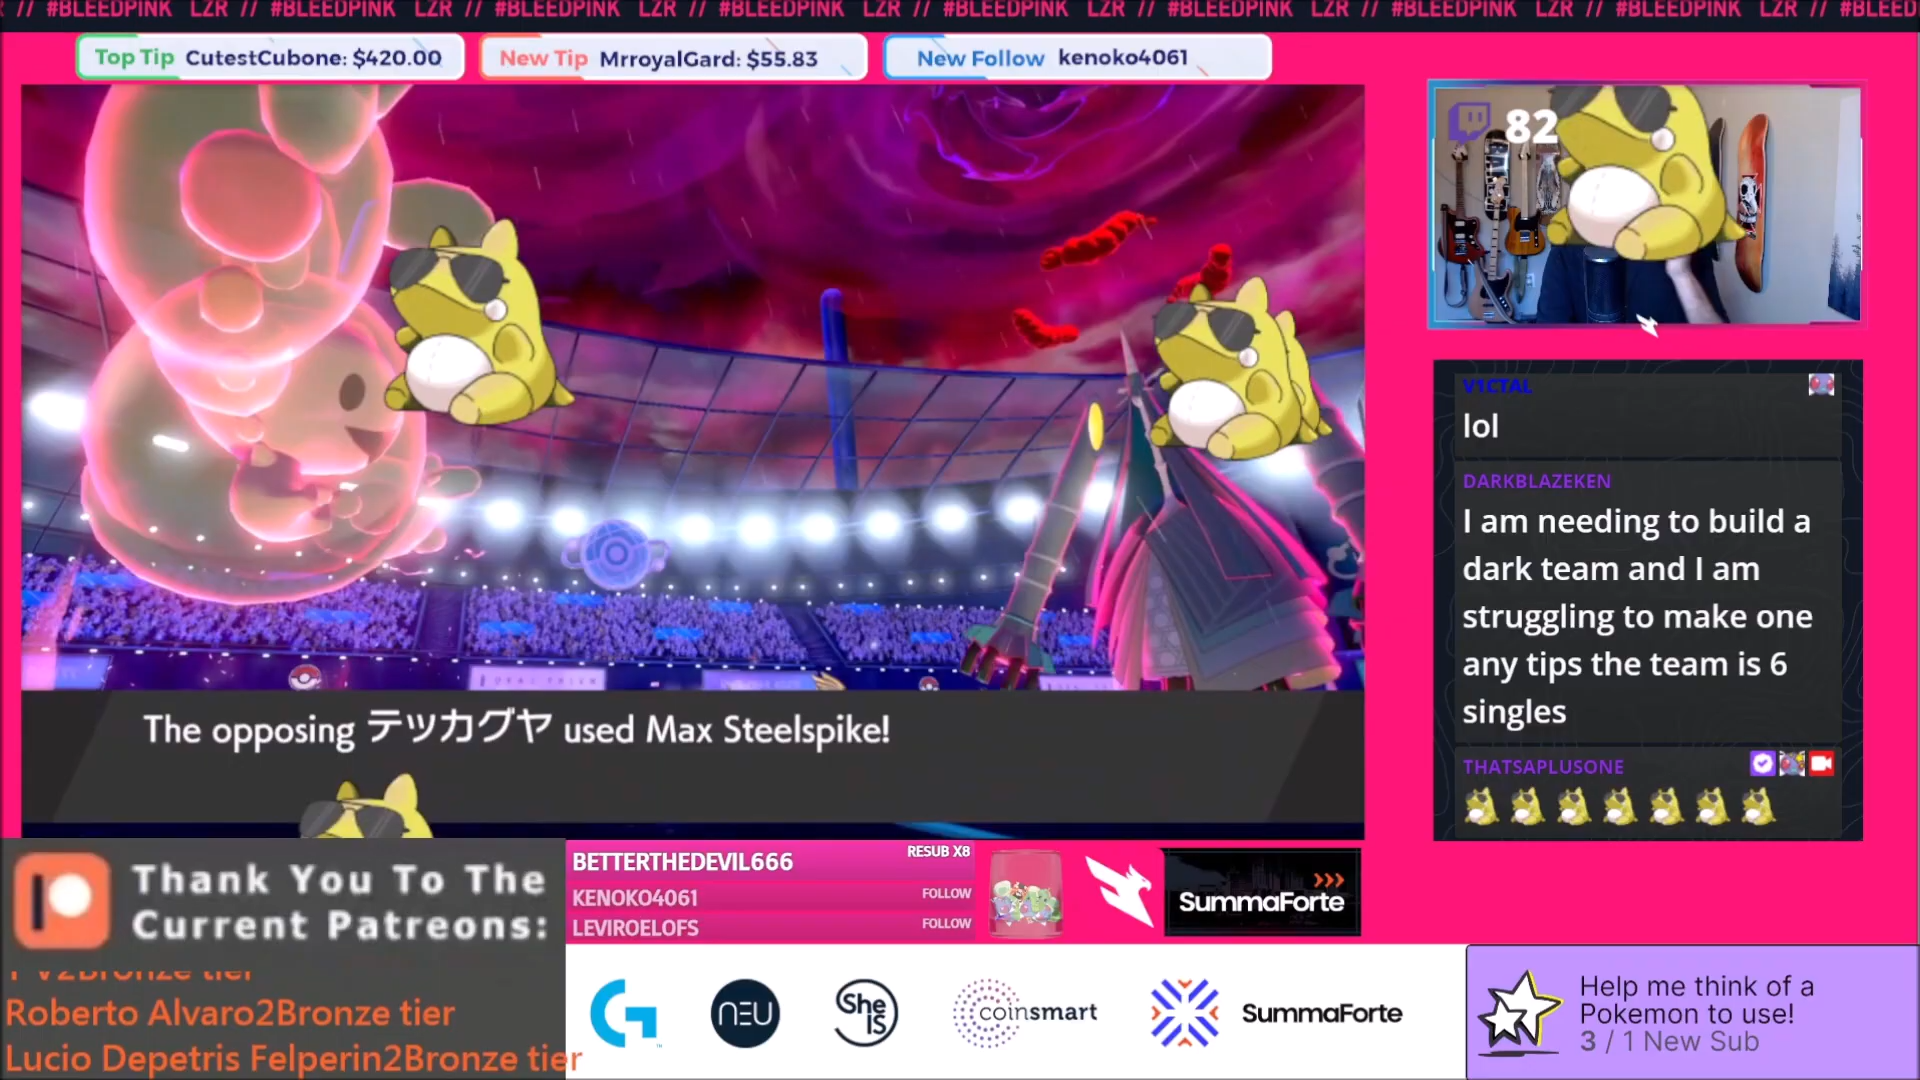 // #BLEEDPINK LZR // #BLEEDPINK LZR // #BLEEDPINK LZR // #BLEEDPINK LZR // #BLEEDPINK LZR // #BLEEDPINK LZR // #BLEEDPINK LZR // #BLEEDPINK LZR // #BLEED
Top Tip CutestCubone: $420.00
New Tip MrroyalGard: $55.83
New Follow kenoko4061
82
V1CTAL
lol
DARKBLAZEKEN
I am needing to build a
dark team and I am
struggling to make one
any tips the team is 6
singles
THATSAPLUSONE
The opposing テッカグヤ used Max Steelspike!
Thank You To The
Current Patreons:
Roberto Alvaro2Bronze tier
Lucio Depetris Felperin2Bronze tier
BETTERTHEDEVIL666 RESUB X8
KENOKO4061 FOLLOW
LEVIROELOFS FOLLOW
SummaForte
G
NEU
She
IS
coinsmart
SummaForte
Help me think of a
Pokemon to use!
3 / 1 New Sub